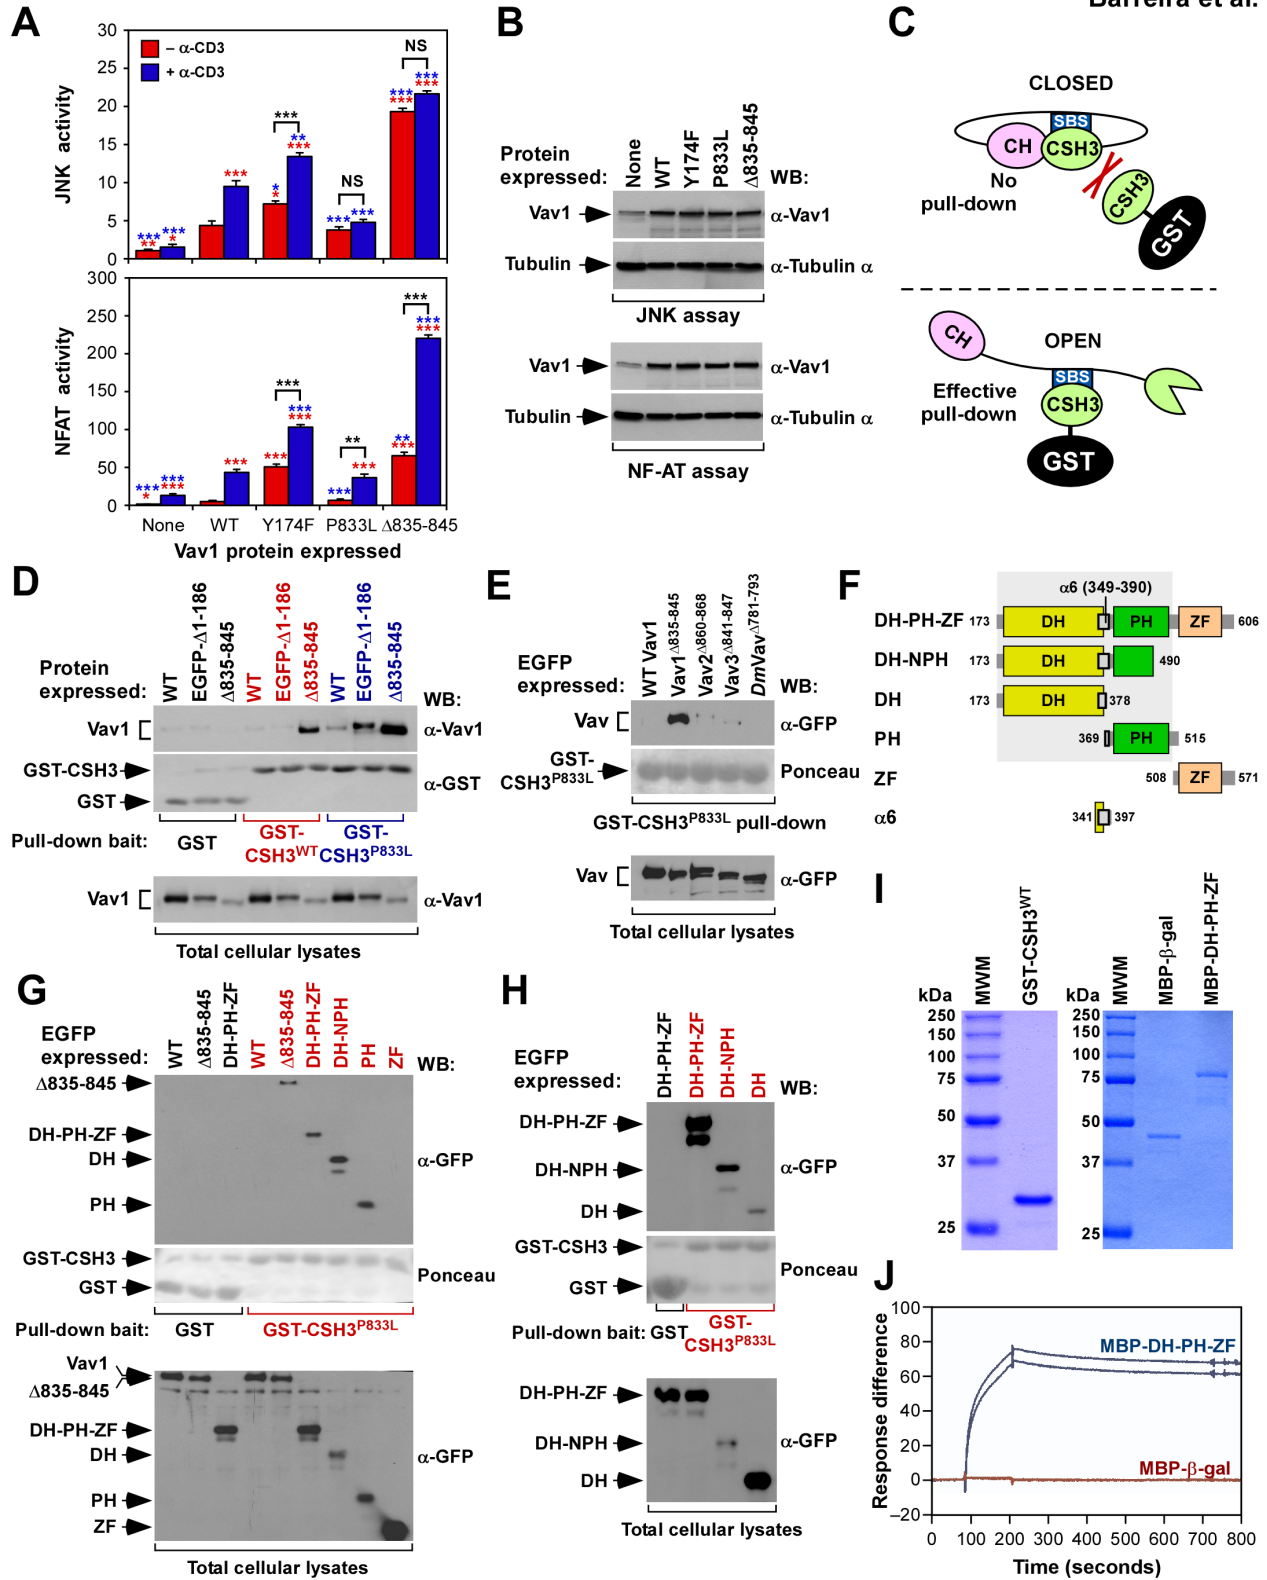 Barreira et al.
A
JNK activity
30
25
20
15
10
5
0
– α-CD3
+ α-CD3
** ***
* ***
***
* *
*** ** ***
***
***
NS
*** ***
*** ***
NS
NFAT activity
300
250
200
150
100
50
0
* ***
*** ***
***
***
*** ***
***
***
***
**
*** **
*** ***
***
None WT Y174F P833L Δ835-845
Vav1 protein expressed
B
Protein expressed:
None
WT
Y174F
P833L
Δ835-845
WB:
Vav1 α-Vav1
Tubulin α-Tubulin α
JNK assay
Vav1 α-Vav1
Tubulin α-Tubulin α
NF-AT assay
C
CLOSED
SBS
CH CSH3
No pull-down
CSH3
GST
OPEN
CH
SBS
CSH3
Effective pull-down
GST
D
Protein expressed:
WT
EGFP-Δ1-186
Δ835-845
WT
EGFP-Δ1-186
Δ835-845
WT
EGFP-Δ1-186
Δ835-845
WB:
Vav1 α-Vav1
GST-CSH3
GST
α-GST
Pull-down bait: GST GST-CSH3WT GST-CSH3P833L
Vav1 α-Vav1
Total cellular lysates
E
EGFP expressed:
WT Vav1
Vav1Δ835-845
Vav2Δ860-868
Vav3Δ841-847
DmVavΔ781-793
WB:
Vav α-GFP
GST-CSH3P833L Ponceau
GST-CSH3P833L pull-down
Vav α-GFP
Total cellular lysates
F
α6 (349-390)
DH-PH-ZF 173 DH PH ZF 606
DH-NPH 173 DH 490
DH 173 DH 378
PH 369 PH 515
ZF 508 ZF 571
α6 341 397
G
EGFP expressed:
WT
Δ835-845
DH-PH-ZF
WT
Δ835-845
DH-PH-ZF
DH-NPH
PH
ZF
WB:
Δ835-845
DH-PH-ZF
DH
PH
α-GFP
GST-CSH3
GST
Ponceau
Pull-down bait: GST GST-CSH3P833L
Vav1
Δ835-845
DH-PH-ZF
DH
PH
ZF
α-GFP
Total cellular lysates
H
EGFP expressed:
DH-PH-ZF
DH-PH-ZF
DH-NPH
DH
WB:
DH-PH-ZF
DH-NPH
DH
α-GFP
GST-CSH3
GST
Ponceau
Pull-down bait: GST GST-CSH3P833L
DH-PH-ZF
DH-NPH
DH
α-GFP
Total cellular lysates
I
kDa
MWM
GST-CSH3WT
250
150
100
75
50
37
25
kDa
MWM
MBP-β-gal
MBP-DH-PH-ZF
250
150
100
75
50
37
25
J
Response difference
100
80
60
40
20
0
–20
MBP-DH-PH-ZF
MBP-β-gal
0 100 200 300 400 500 600 700 800
Time (seconds)